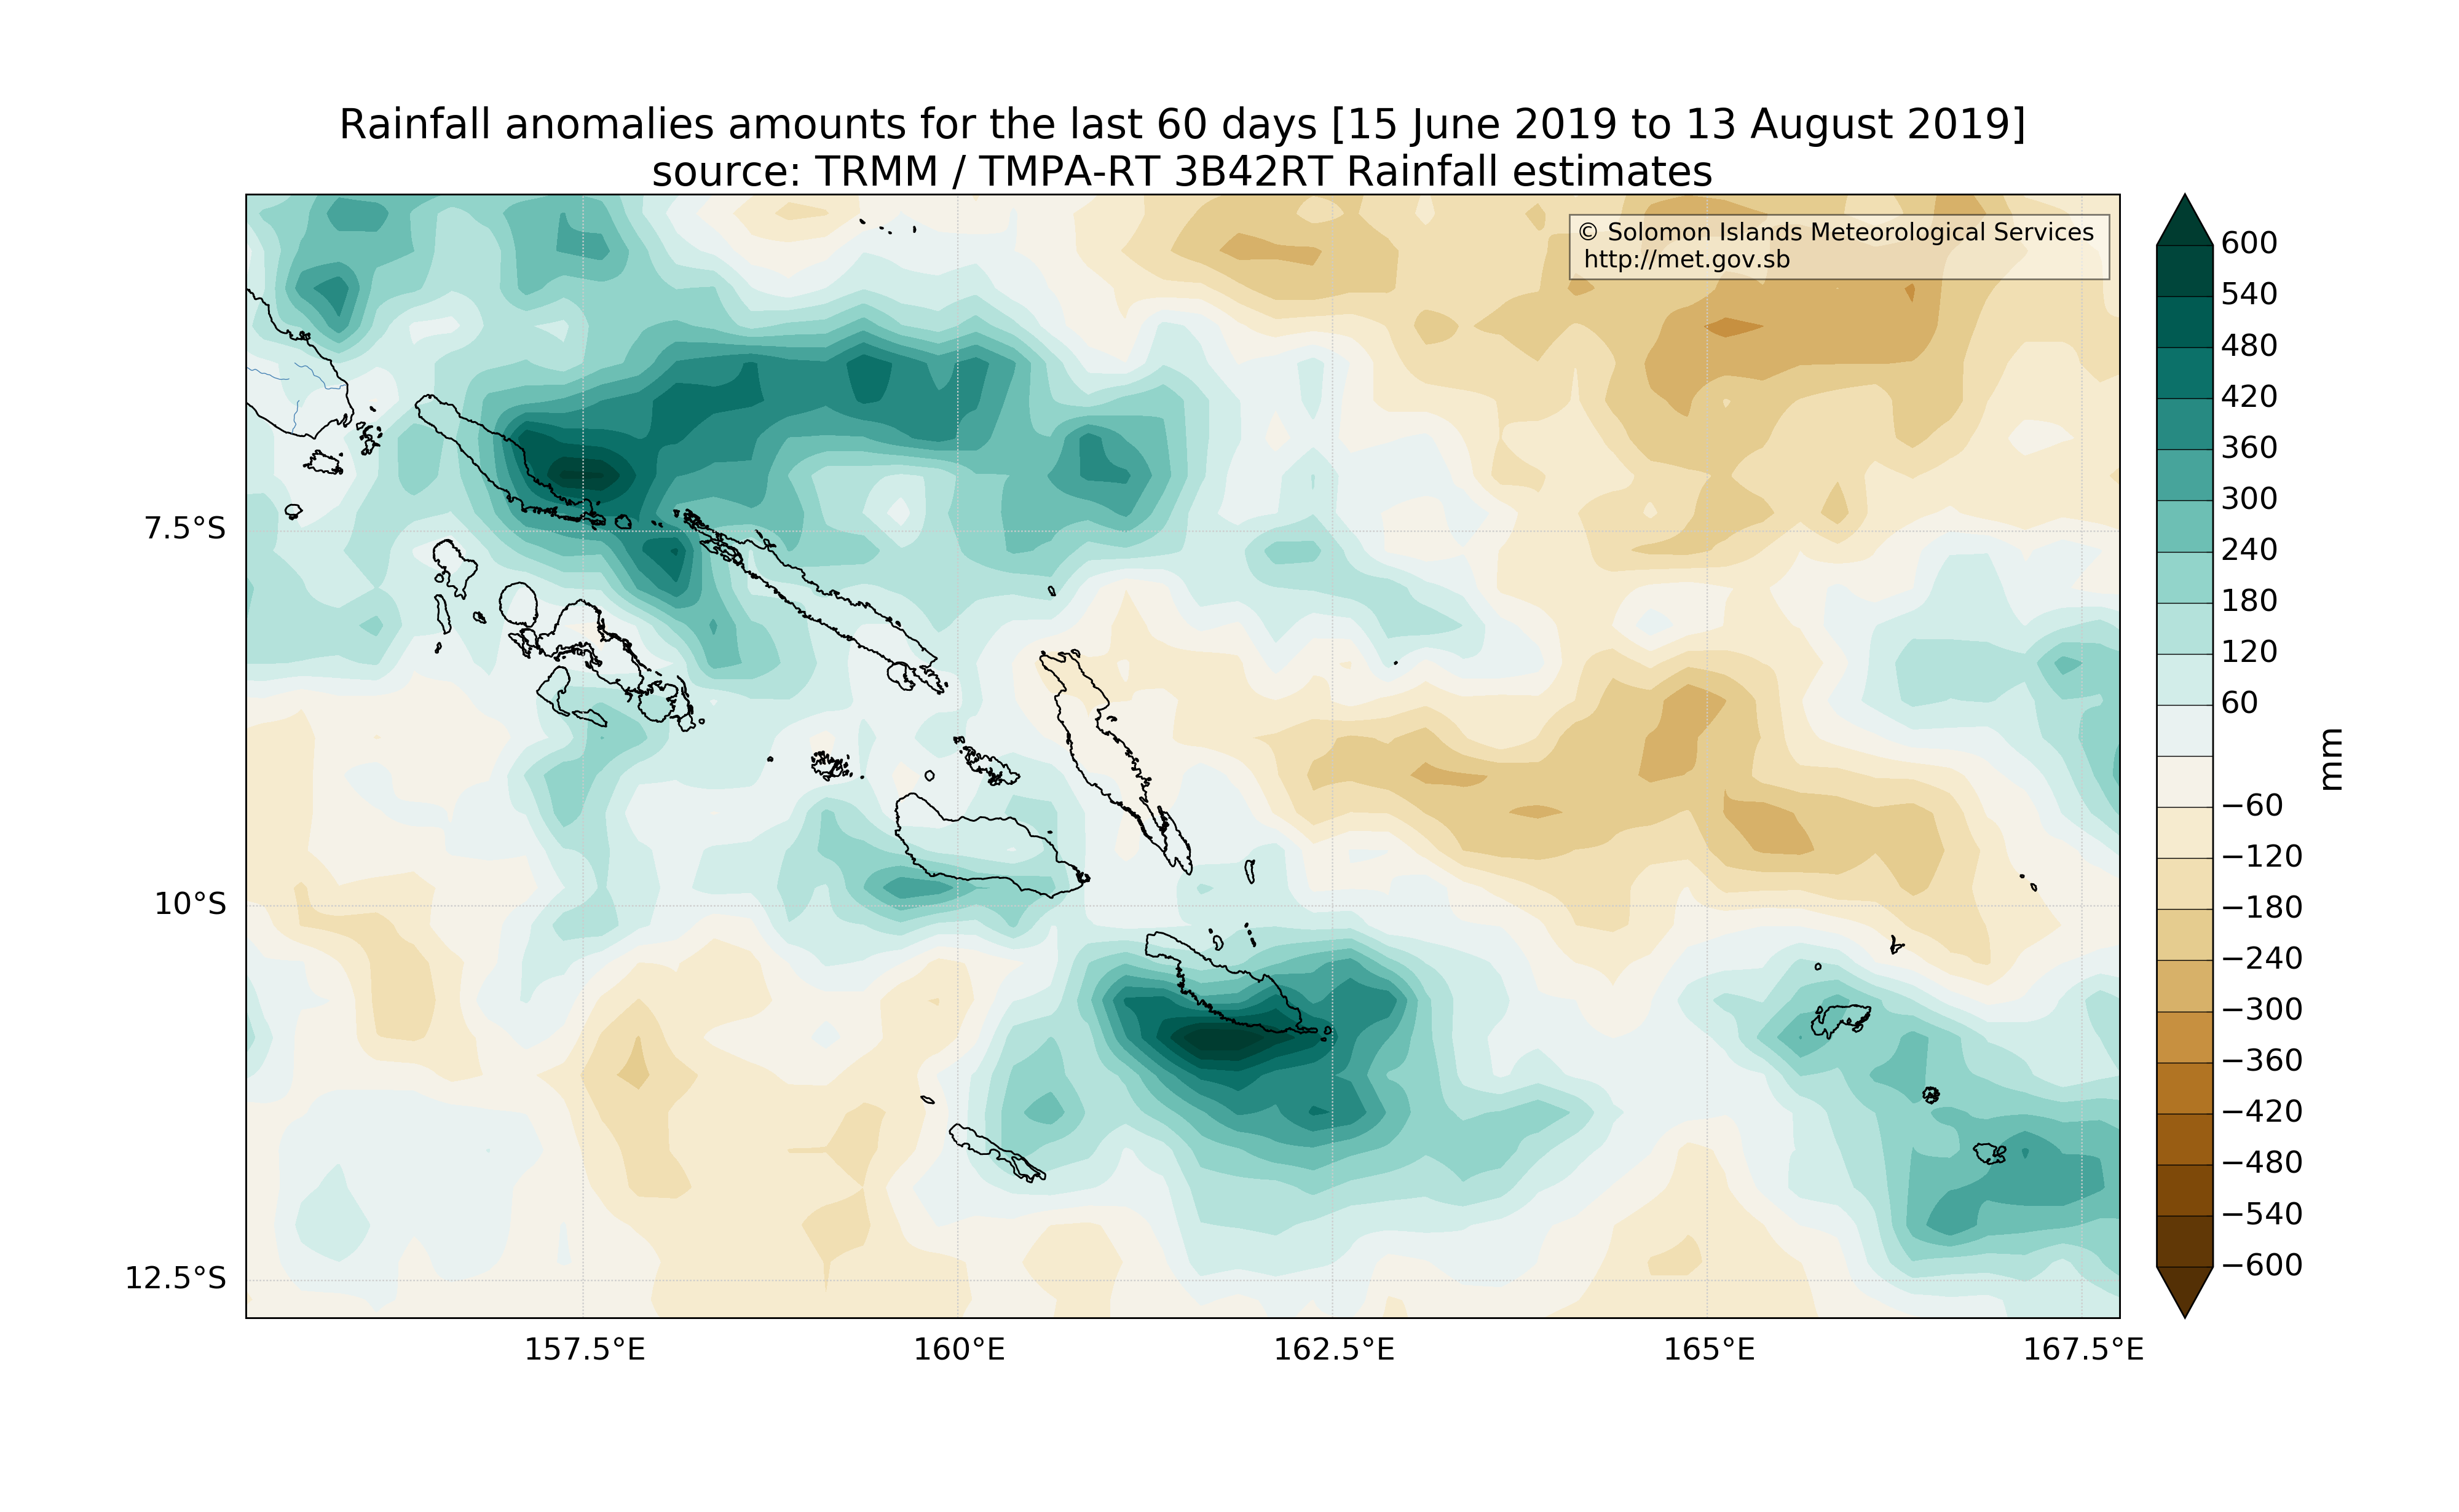 Rainfall anomalies amounts for the last 60 days [15 June 2019 to 13 August 2019]
source: TRMM / TMPA-RT 3B42RT Rainfall estimates
© Solomon Islands Meteorological Services
http://met.gov.sb
7.5°S
10°S
12.5°S
157.5°E
160°E
162.5°E
165°E
167.5°E
600
540
480
420
360
300
240
180
120
60
−60
−120
−180
−240
−300
−360
−420
−480
−540
−600
mm